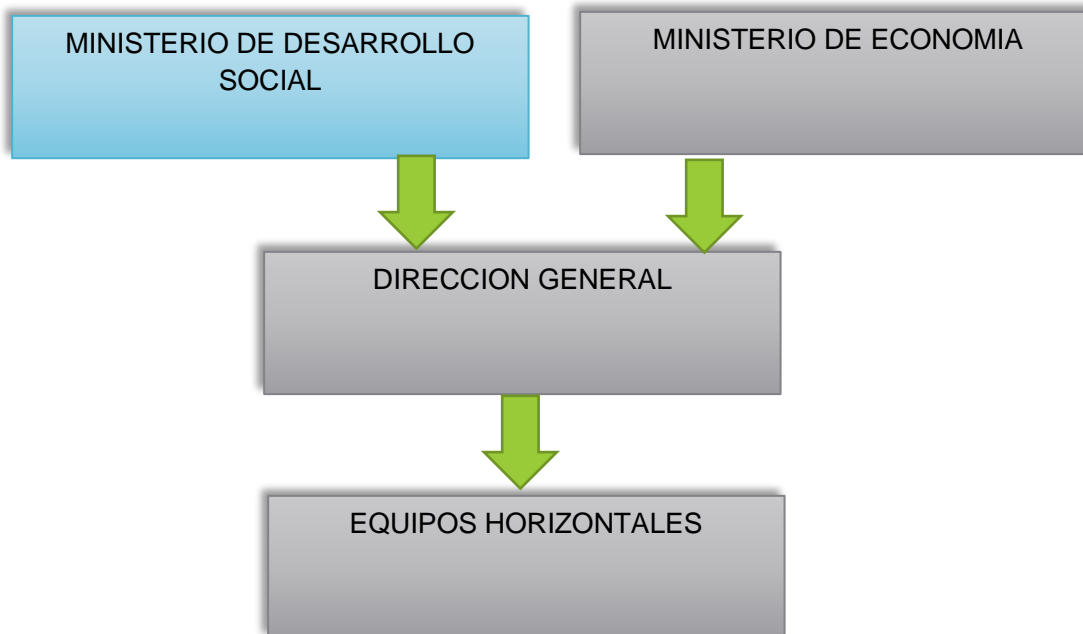 MINISTERIO DE DESARROLLO
SOCIAL
MINISTERIO DE ECONOMIA
DIRECCION GENERAL
EQUIPOS HORIZONTALES